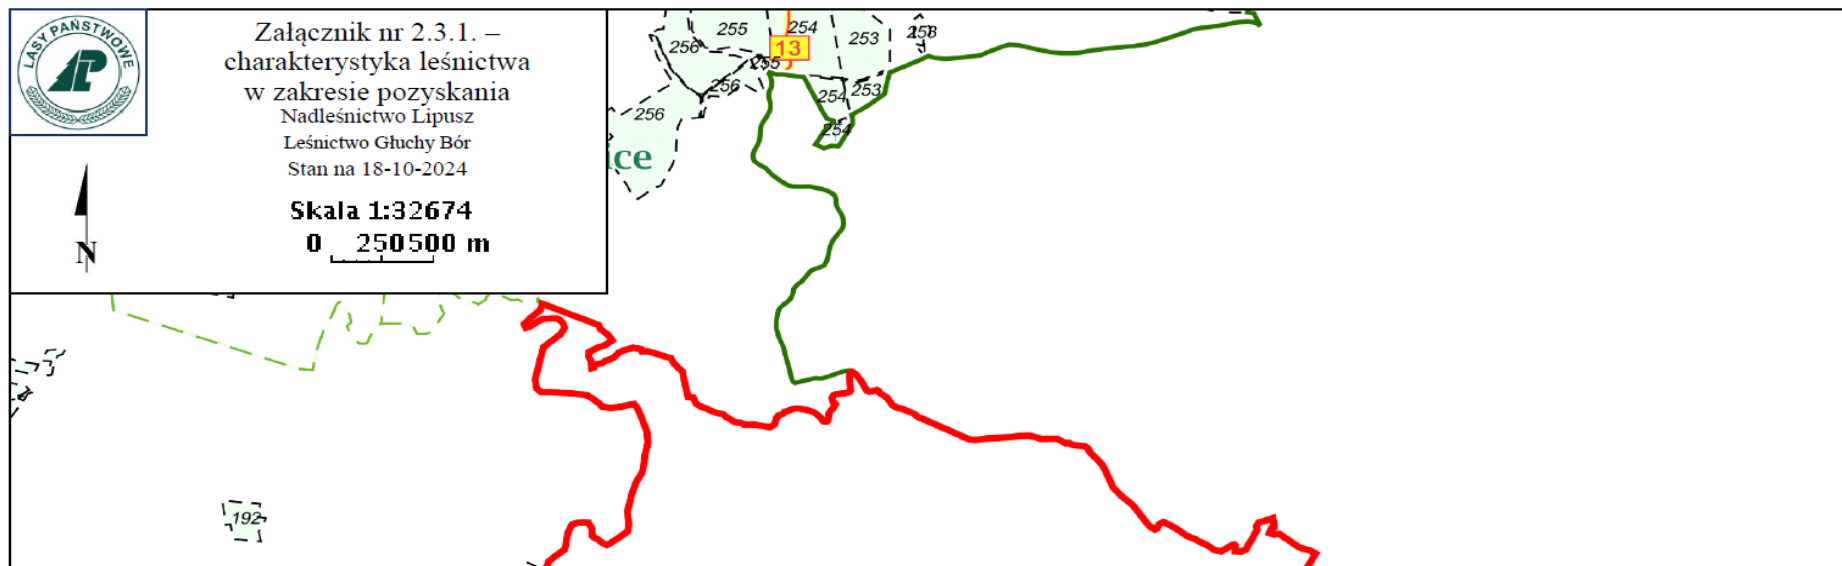 LASY PAŃSTWOWE
Załącznik nr 2.3.1. –
charakterystyka leśnictwa
w zakresie pozyskania
Nadleśnictwo Lipusz
Leśnictwo Głuchy Bór
Stan na 18-10-2024
Skala 1:32674
0 250500 m
N
255
254
253
256
13
255
256
254
253
256
254
ice
192